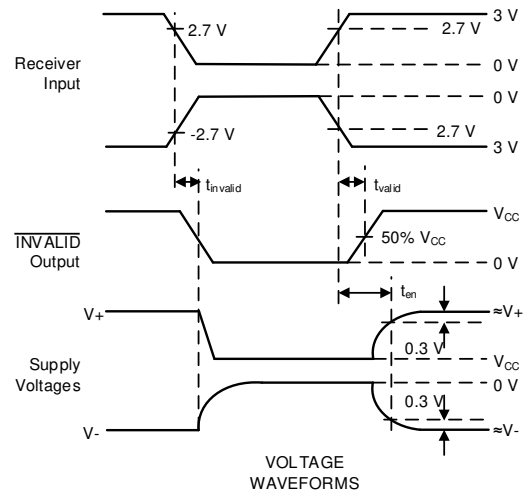 3 V
2.7 V
2.7 V
Receiver
Input
0 V
0 V
-2.7 V
2.7 V
3 V
tinvalid
tvalid
VCC
INVALID
Output
50% VCC
0 V
ten
V+
≈V+
0.3 V
Supply
Voltages
VCC
0 V
0.3 V
V-
≈V-
VOLTAGE
WAVEFORMS